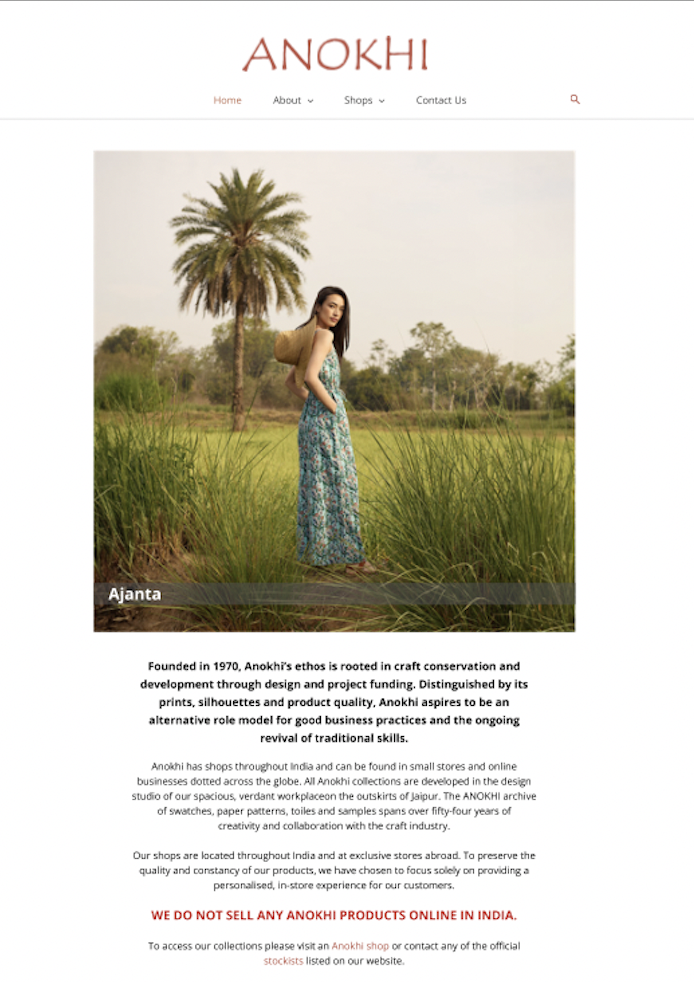 ANOKHI
Home About Shops Contact Us
Ajanta
Founded in 1970, Anokhi's ethos is rooted in craft conservation and
development through design and project funding. Distinguished by its
prints, silhouettes and product quality, Anokhi aspires to be an
alternative role model for good business practices and the ongoing
revival of traditional skills.
Anokhi has shops throughout India and can be found in small stores and online
businesses dotted across the globe. All Anokhi collections are developed in the design
studio of our spacious, verdant workplaceon the outskirts of Jaipur. The ANOKHI archive
of swatches, paper patterns, toiles and samples spans over fifty-four years of
creativity and collaboration with the craft industry.
Our shops are located throughout India and at exclusive stores abroad. To preserve the
quality and constancy of our products, we have chosen to focus solely on providing a
personalised, in-store experience for our customers.
WE DO NOT SELL ANY ANOKHI PRODUCTS ONLINE IN INDIA.
To access our collections please visit an Anokhi shop or contact any of the official
stockists listed on our website.